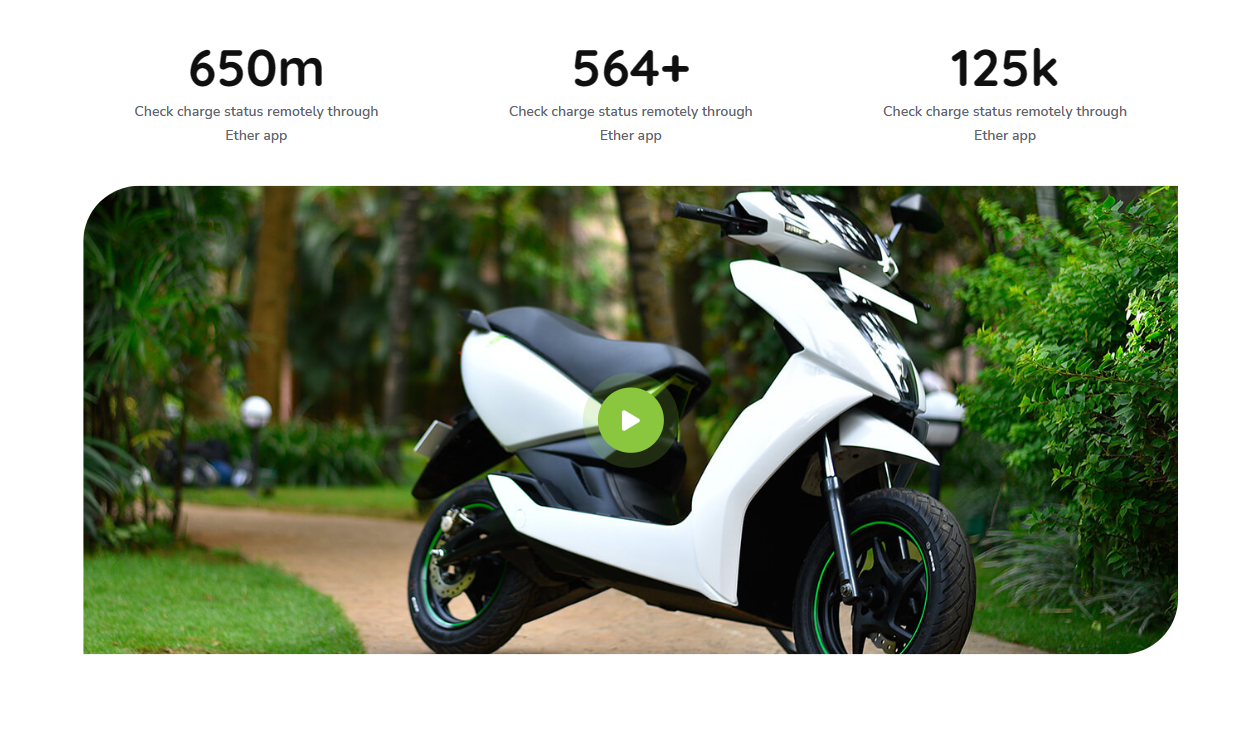 650m
564+
125k
Check charge status remotely through
Ether app
Check charge status remotely through
Ether app
Check charge status remotely through
Ether app